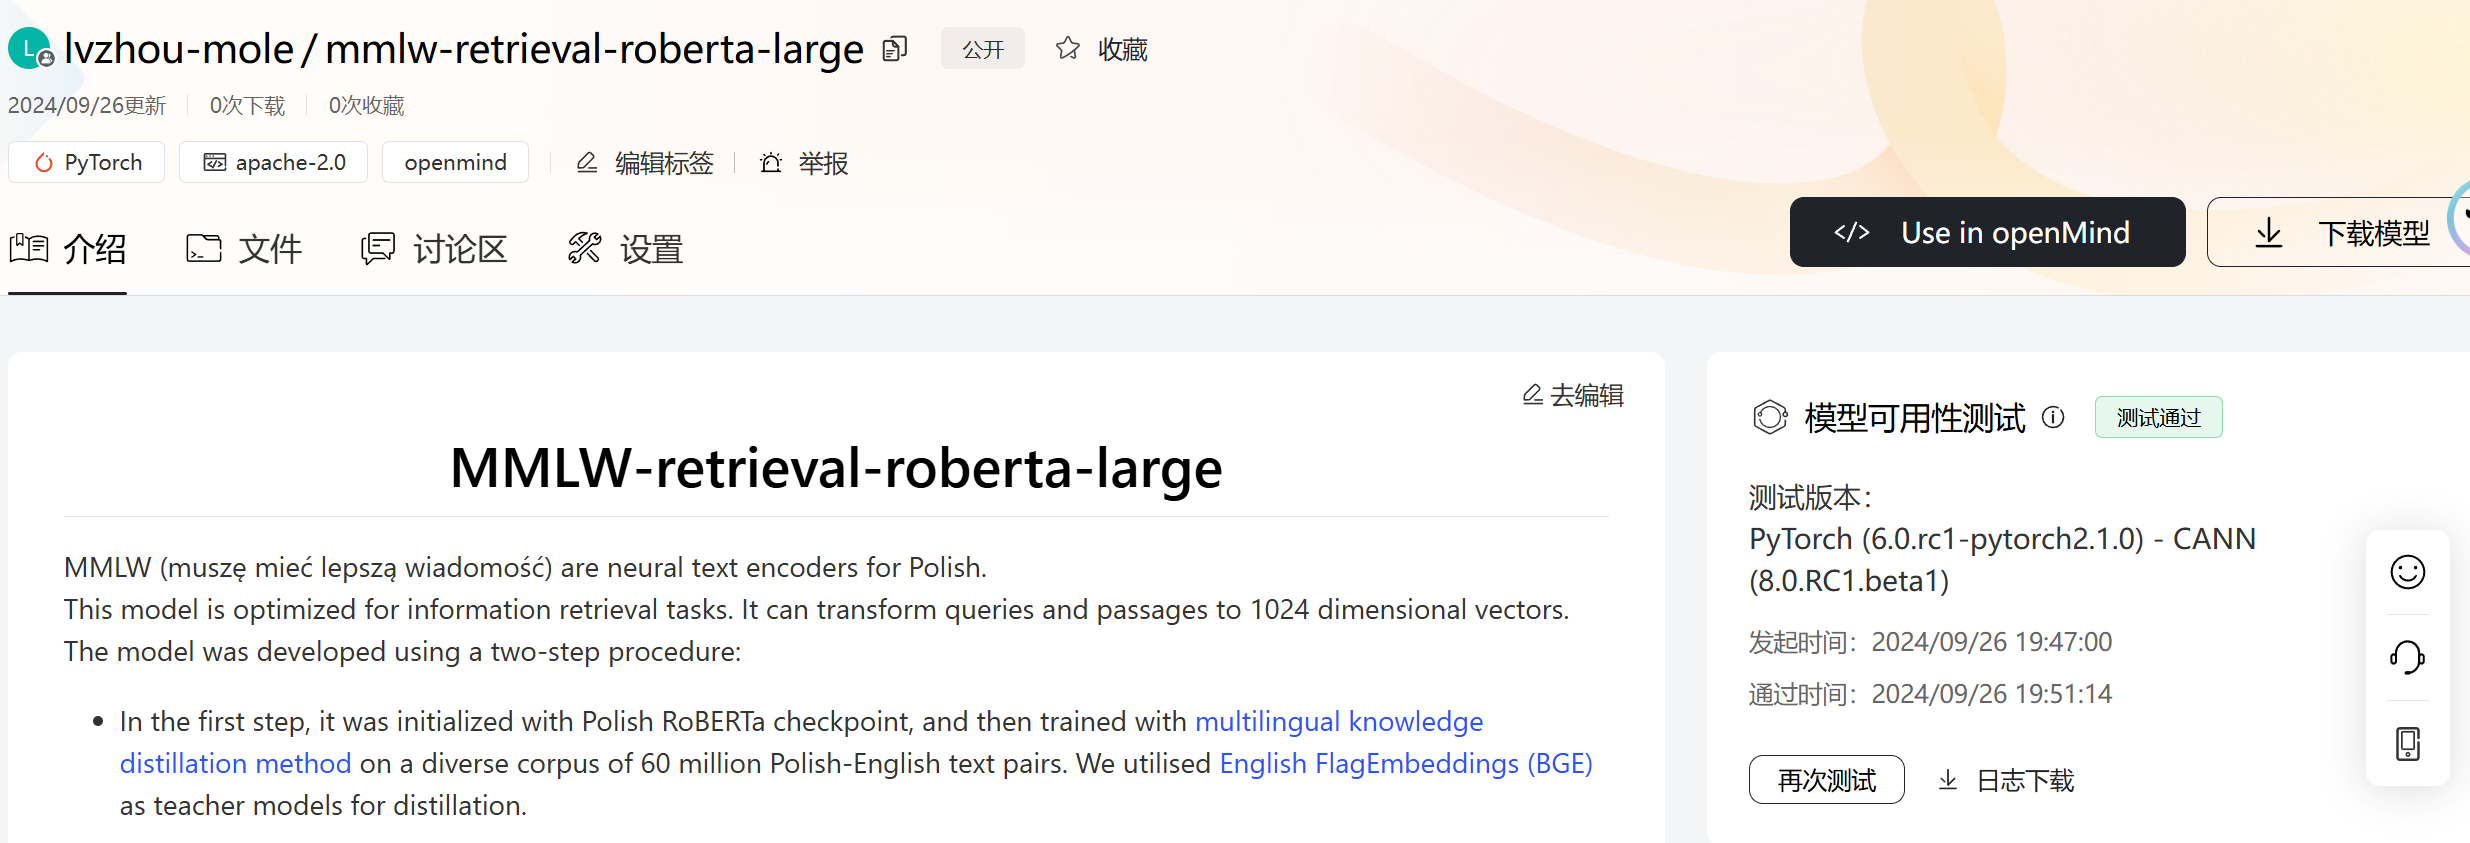 L lvzhou-mole / mmlw-retrieval-roberta-large 公开 收藏
2024/09/26更新 0次下载 0次收藏
PyTorch apache-2.0 openmind 编辑标签 举报
介绍 文件 讨论区 设置
</> Use in openMind 下载模型
去编辑
MMLW-retrieval-roberta-large
MMLW (muszę mieć lepszą wiadomość) are neural text encoders for Polish.
This model is optimized for information retrieval tasks. It can transform queries and passages to 1024 dimensional vectors.
The model was developed using a two-step procedure:
• In the first step, it was initialized with Polish RoBERTa checkpoint, and then trained with multilingual knowledge
distillation method on a diverse corpus of 60 million Polish-English text pairs. We utilised English FlagEmbeddings (BGE)
as teacher models for distillation.
模型可用性测试 测试通过
测试版本：
PyTorch (6.0.rc1-pytorch2.1.0) - CANN
(8.0.RC1.beta1)
发起时间：2024/09/26 19:47:00
通过时间：2024/09/26 19:51:14
再次测试 日志下载